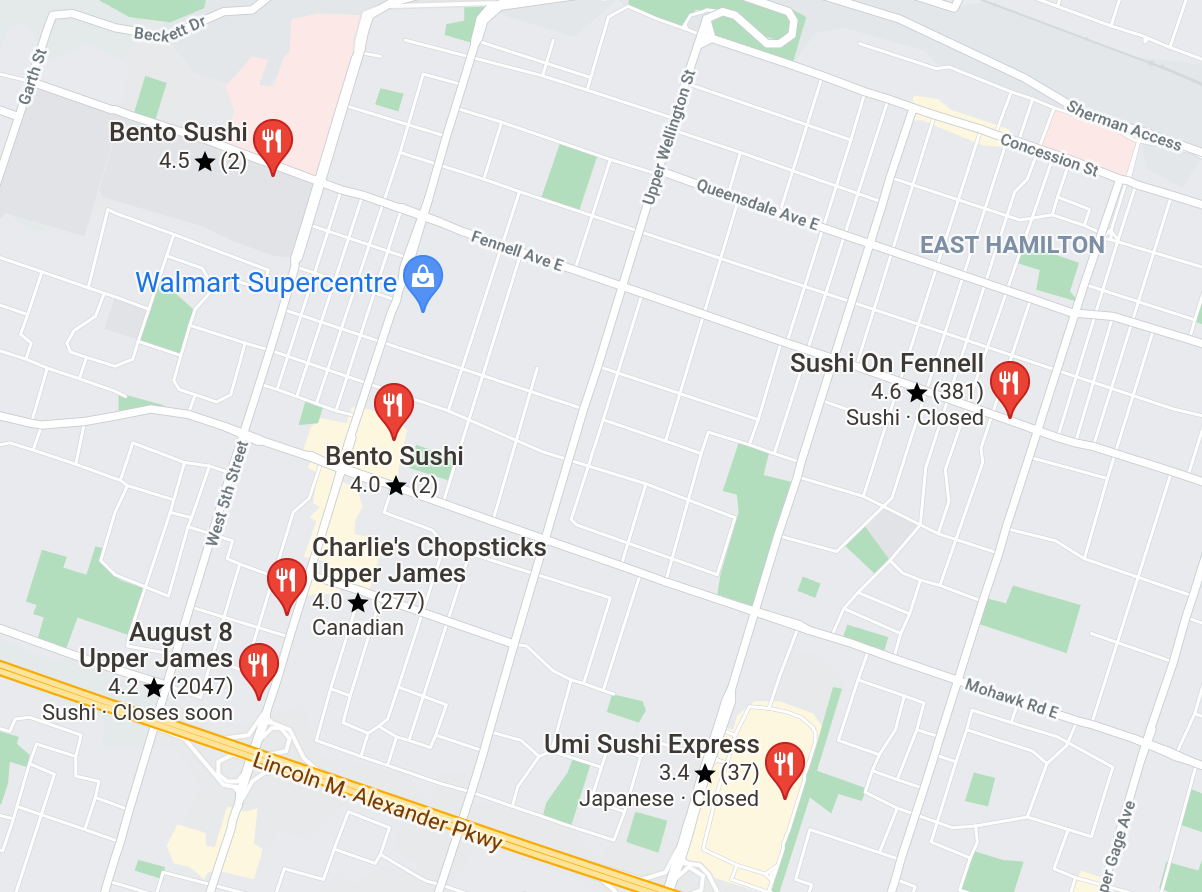 Beckett Dr
Garth St
Bento Sushi
4.5 ★ (2)
Upper Wellington St
Sherman Access
Concession St
Queensdale Ave E
EAST HAMILTON
Fennell Ave E
Walmart Supercentre
Sushi On Fennell
4.6 ★ (381)
Sushi · Closed
Bento Sushi
4.0 ★ (2)
West 5th Street
Charlie's Chopsticks
Upper James
4.0 ★ (277)
Canadian
August 8
Upper James
4.2 ★ (2047)
Sushi · Closes soon
Mohawk Rd E
Umi Sushi Express
3.4 ★ (37)
Japanese · Closed
Lincoln M. Alexander Pkwy
per Gage Ave